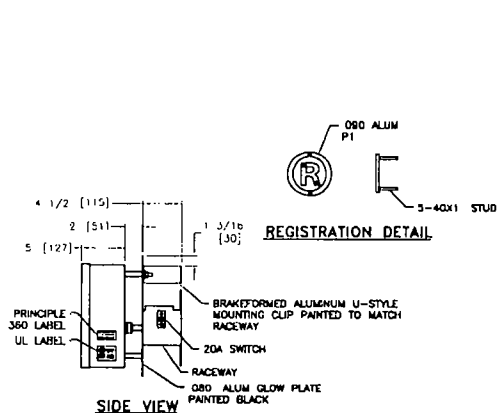 .090 ALUM
P1
R
5-40X1 STUD
REGISTRATION DETAIL
4 1/2 [115]
2 [51]
5 [127]
1 3/16
[30]
BRAKEFORMED ALUMINUM U-STYLE
MOUNTING CLIP PAINTED TO MATCH
RACEWAY
20A SWITCH
RACEWAY
.080 ALUM GLOW PLATE
PAINTED BLACK
PRINCIPLE
360 LABEL
UL LABEL
SIDE VIEW